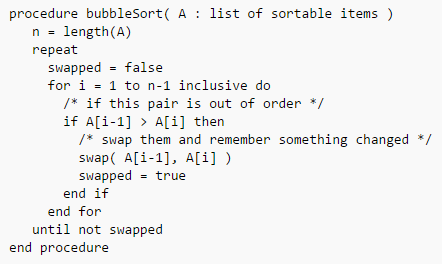 procedure bubbleSort( A : list of sortable items )
   n = length(A)
   repeat
     swapped = false
     for i = 1 to n-1 inclusive do
       /* if this pair is out of order */
       if A[i-1] > A[i] then
         /* swap them and remember something changed */
         swap( A[i-1], A[i] )
         swapped = true
       end if
     end for
   until not swapped
end procedure